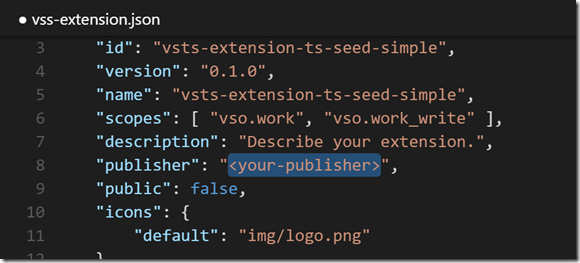 ● vss-extension.json
3 "id": "vsts-extension-ts-seed-simple",
4 "version": "0.1.0",
5 "name": "vsts-extension-ts-seed-simple",
6 "scopes": [ "vso.work", "vso.work_write" ],
7 "description": "Describe your extension.",
8 "publisher": "<your-publisher>",
9 "public": false,
10 "icons": {
11 "default": "img/logo.png"
12 }